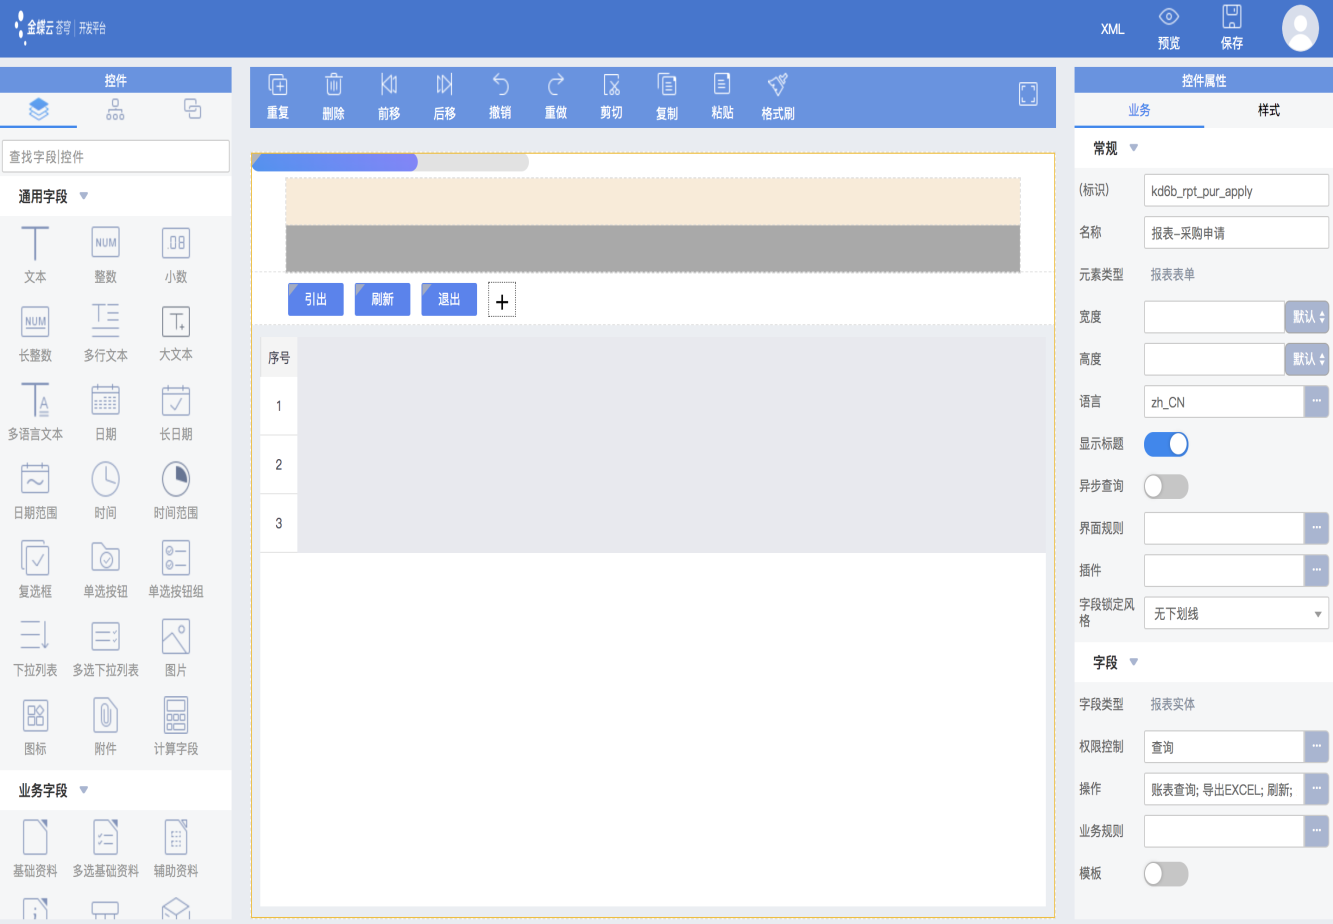 金蝶云 苍穹 | 开发平台
XML
预览
保存
控件
查找字段|控件
通用字段
文本
整数
小数
NUM
.08
长整数
多行文本
大文本
NUM
多语言文本
日期
长日期
日期范围
时间
时间范围
复选框
单选按钮
单选按钮组
下拉列表
多选下拉列表
图片
图标
附件
计算字段
业务字段
基础资料
多选基础资料
辅助资料
重复
删除
前移
后移
撤销
重做
剪切
复制
粘贴
格式刷
引出
刷新
退出
+
序号
1
2
3
控件属性
业务
样式
常规
(标识)
kd6b_rpt_pur_apply
名称
报表–采购申请
元素类型
报表表单
宽度
默认
高度
默认
语言
zh_CN
...
显示标题
异步查询
界面规则
...
插件
...
字段锁定风
格
无下划线
字段
字段类型
报表实体
权限控制
查询
...
操作
账表查询; 导出EXCEL; 刷新;
...
业务规则
...
模板